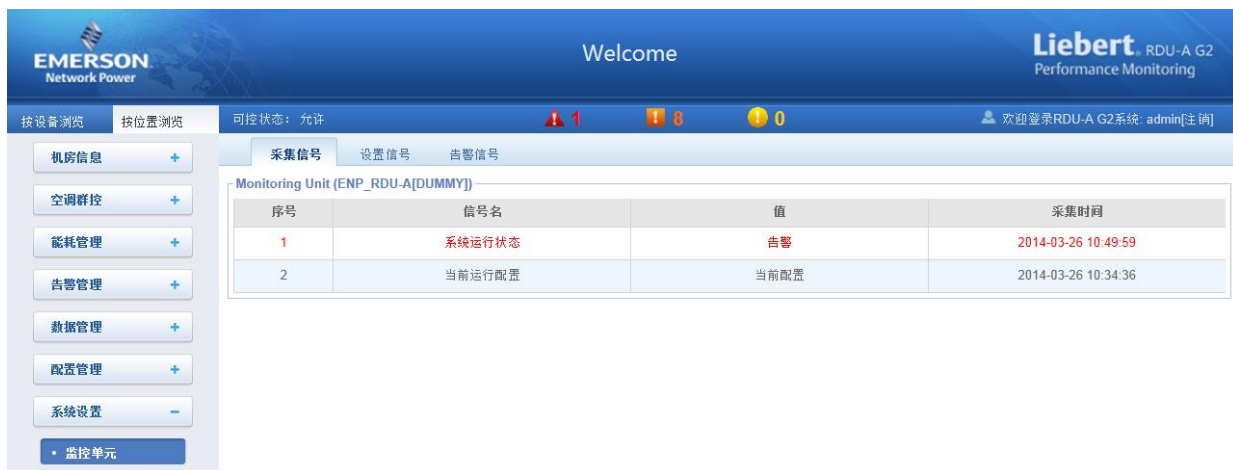 EMERSON
Network Power
Welcome
Liebert® RDU-A G2
Performance Monitoring
按设备浏览 按位置浏览 可控状态：允许 1 8 0 欢迎登录RDU-A G2系统: admin[注销]
机房信息 +
空调群控 +
能耗管理 +
告警管理 +
数据管理 +
配置管理 +
系统设置 −
• 监控单元
采集信号 设置信号 告警信号
Monitoring Unit (ENP_RDU-A[DUMMY])
序号 信号名 值 采集时间
1 系统运行状态 告警 2014-03-26 10:49:59
2 当前运行配置 当前配置 2014-03-26 10:34:36